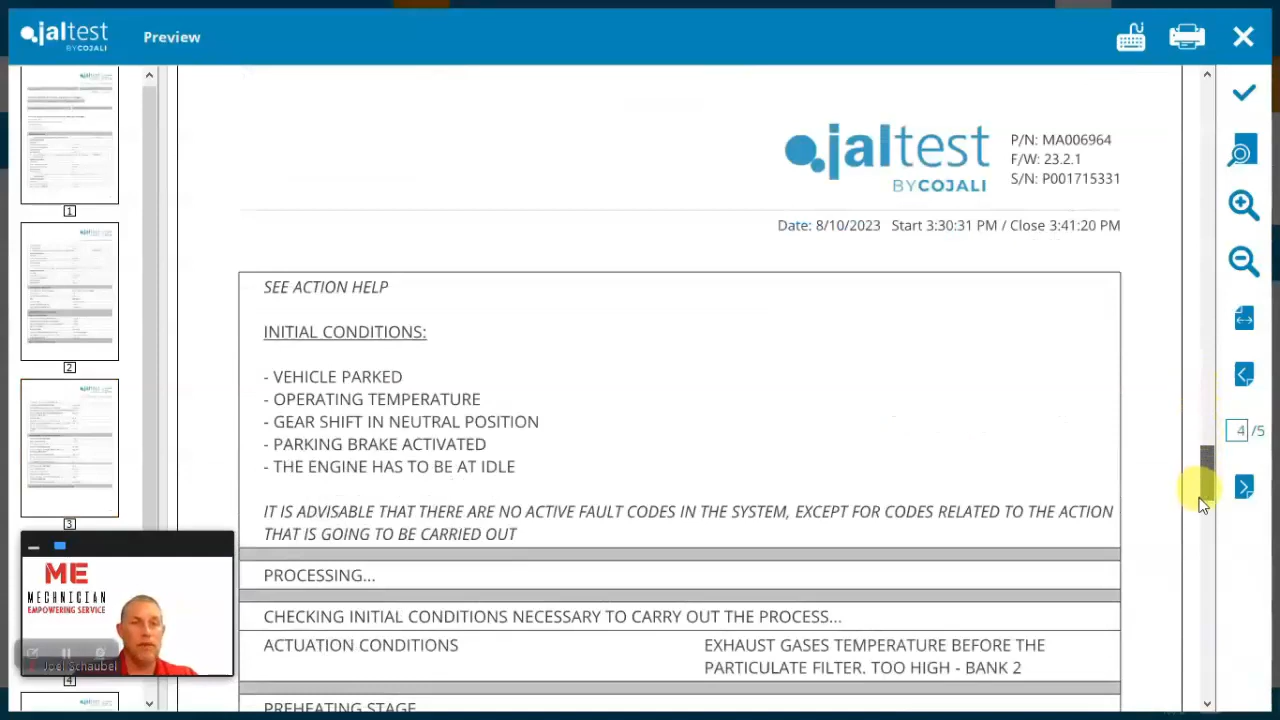 jaltest
BY COJALI
Preview
1
2
3
4
4 /5
jaltest
BY COJALI
P/N: MA006964
F/W: 23.2.1
S/N: P001715331
Date: 8/10/2023 Start 3:30:31 PM / Close 3:41:20 PM
SEE ACTION HELP
INITIAL CONDITIONS:
- VEHICLE PARKED
- OPERATING TEMPERATURE
- GEAR SHIFT IN NEUTRAL POSITION
- PARKING BRAKE ACTIVATED
- THE ENGINE HAS TO BE AT IDLE
IT IS ADVISABLE THAT THERE ARE NO ACTIVE FAULT CODES IN THE SYSTEM, EXCEPT FOR CODES RELATED TO THE ACTION
THAT IS GOING TO BE CARRIED OUT
PROCESSING...
CHECKING INITIAL CONDITIONS NECESSARY TO CARRY OUT THE PROCESS...
ACTUATION CONDITIONS EXHAUST GASES TEMPERATURE BEFORE THE
PARTICULATE FILTER. TOO HIGH - BANK 2
PREHEATING STAGE
ME
MECHNICIAN
EMPOWERING SERVICE
Joel Schaubel